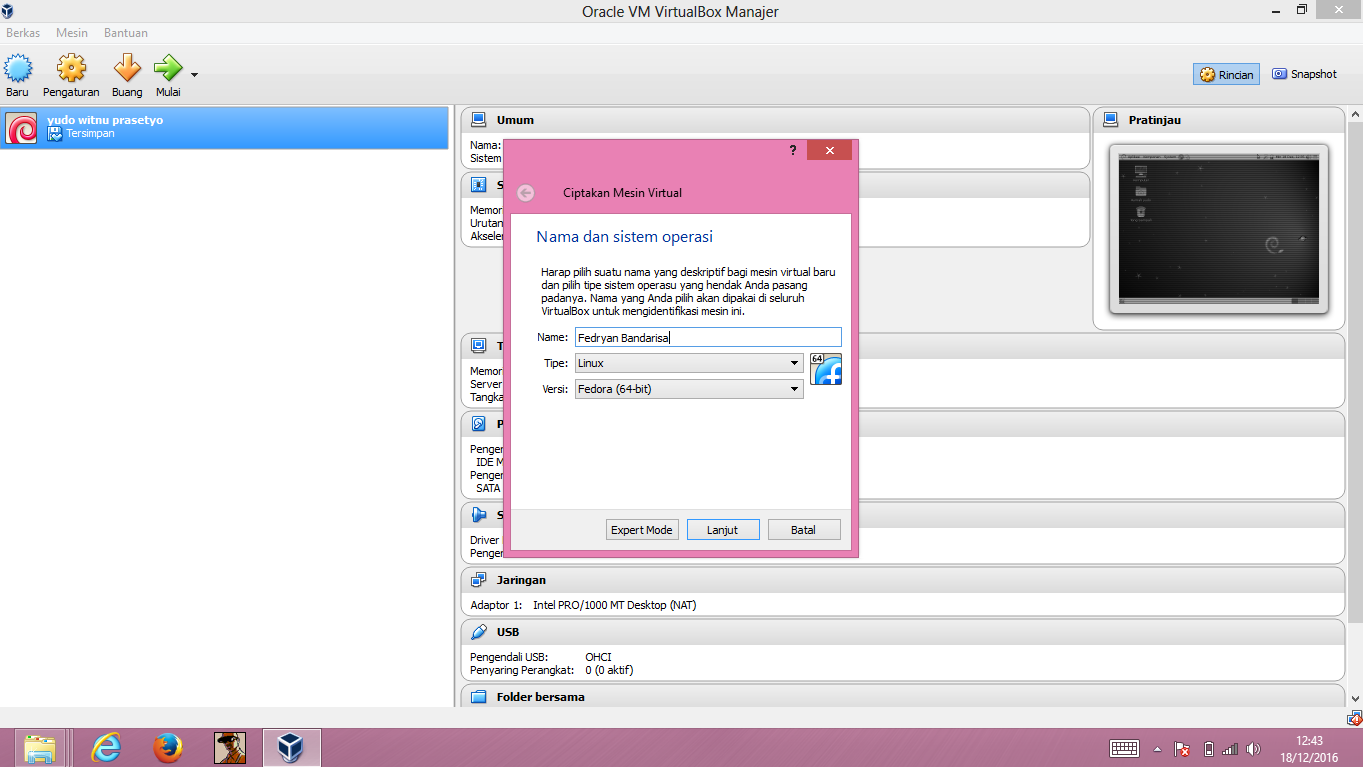 Oracle VM VirtualBox Manajer
Berkas Mesin Bantuan
Baru Pengaturan Buang Mulai
Rincian Snapshot
yudo witnu prasetyo
Tersimpan
Umum
Nama:
Sistem
S
Memor
Urutan
Akseler
Pratinjau
?
Ciptakan Mesin Virtual
Nama dan sistem operasi
Harap pilih suatu nama yang deskriptif bagi mesin virtual baru
dan pilih tipe sistem operasu yang hendak Anda pasang
padanya. Nama yang Anda pilih akan dipakai di seluruh
VirtualBox untuk mengidentifikasi mesin ini.
Name: Fedryan Bandarisa
Tipe: Linux
64
Versi: Fedora (64-bit)
Expert Mode Lanjut Batal
T
Memor
Server
Tangka
P
Penger
IDE M
Penger
SATA
S
Driver
Penger
Jaringan
Adaptor 1: Intel PRO/1000 MT Desktop (NAT)
USB
Pengendali USB: OHCI
Penyaring Perangkat: 0 (0 aktif)
Folder bersama
12:43
18/12/2016